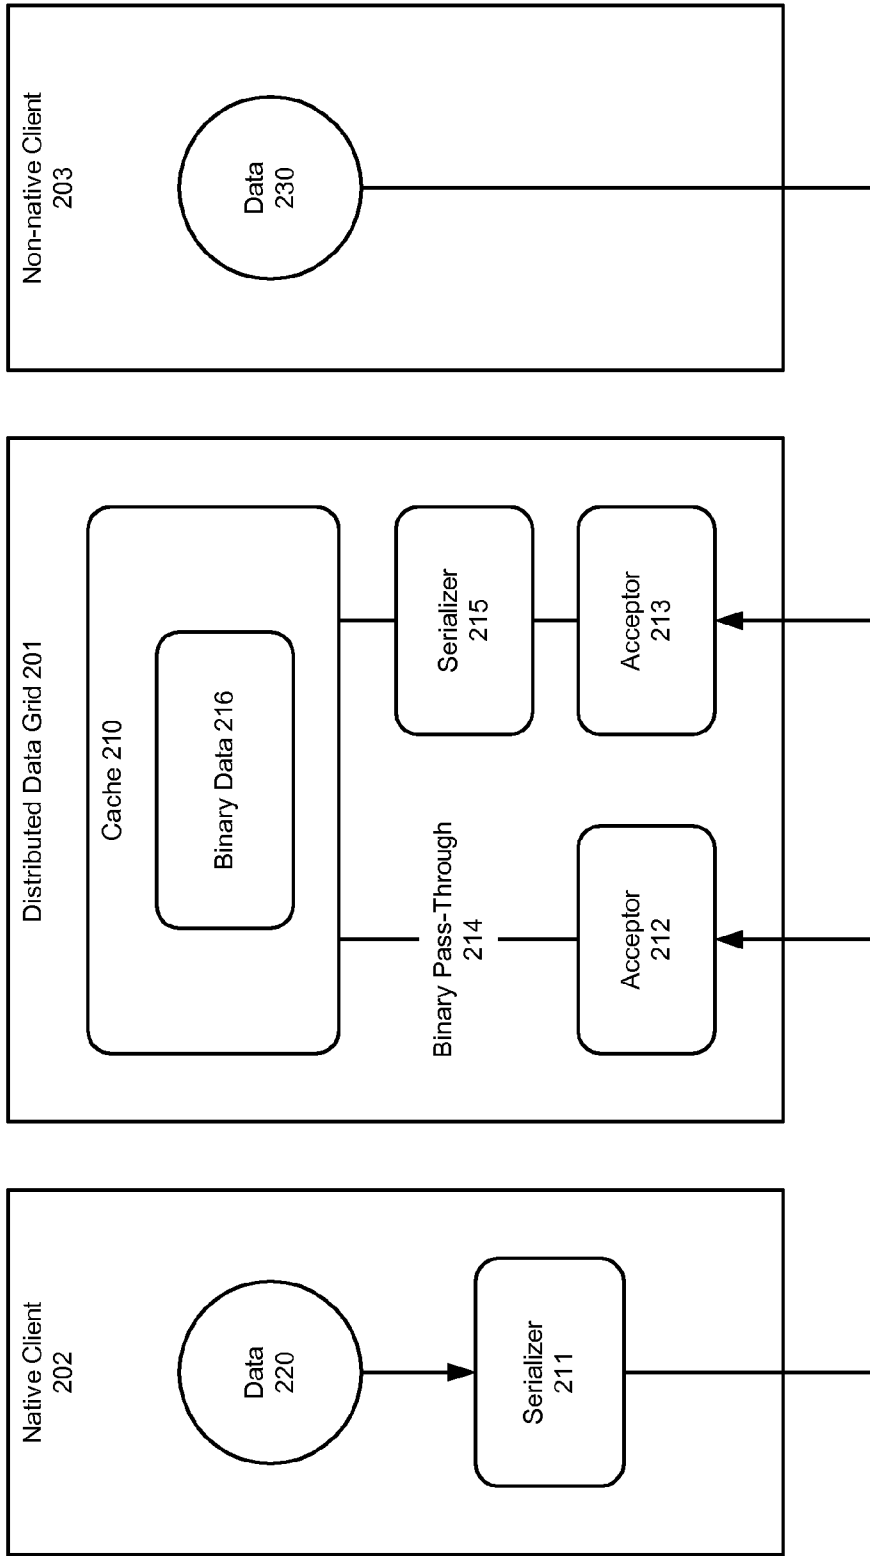 Native Client
202
Data
220
Serializer
211
Distributed Data Grid 201
Cache 210
Binary Data 216
Binary Pass-Through
214
Serializer
215
Acceptor
212
Acceptor
213
Non-native Client
203
Data
230